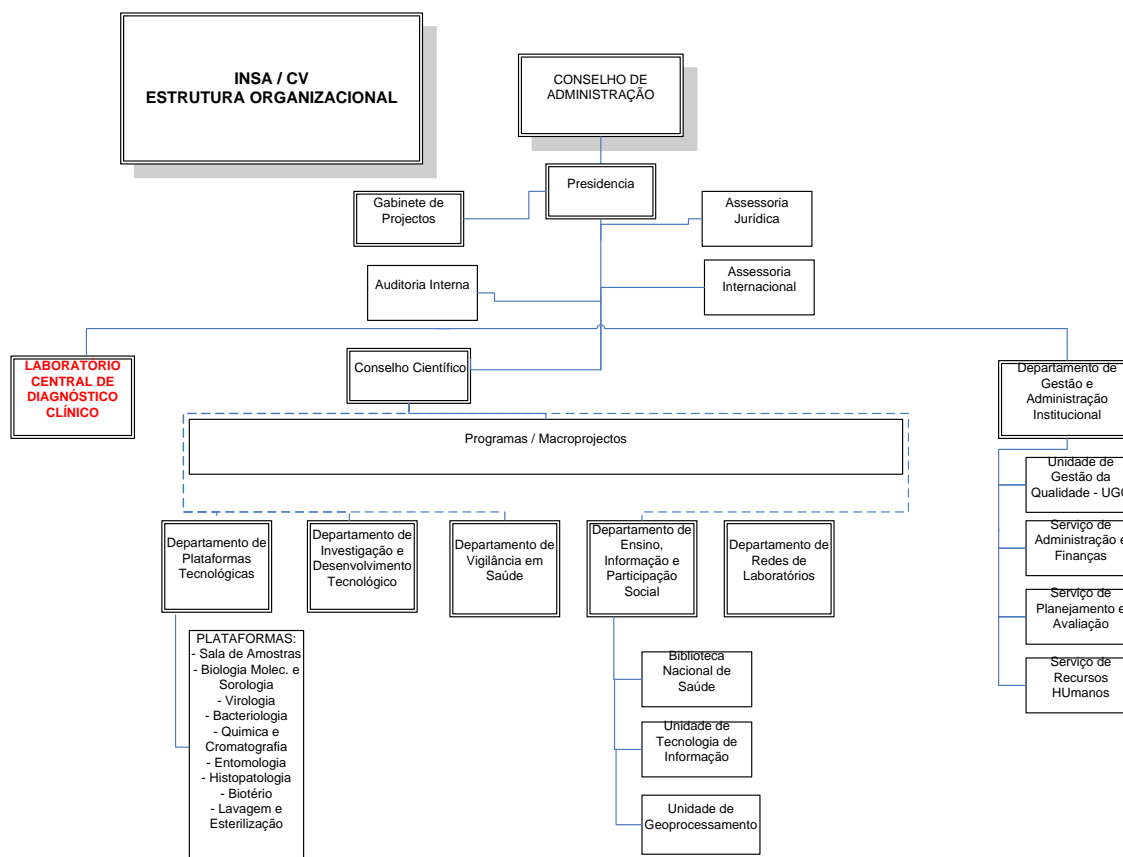 INSA / CV
ESTRUTURA ORGANIZACIONAL
CONSELHO DE
ADMINISTRAÇÃO
Presidencia
Gabinete de
Projectos
Assessoria
Jurídica
Auditoria Interna
Assessoria
Internacional
LABORATÓRIO
CENTRAL DE
DIAGNÓSTICO
CLÍNICO
Conselho Científico
Departamento de
Gestão e
Administração
Institucional
Programas / Macroprojectos
Unidade de
Gestão da
Qualidade - UGQ
Serviço de
Administração e
Finanças
Serviço de
Planejamento e
Avaliação
Serviço de
Recursos
HUmanos
Departamento de
Plataformas
Tecnológicas
Departamento de
Investigação e
Desenvolvimento
Tecnológico
Departamento de
Vigilância em
Saúde
Departamento de
Ensino,
Informação e
Participação
Social
Departamento de
Redes de
Laboratórios
PLATAFORMAS:
- Sala de Amostras
- Biologia Molec. e
Sorologia
- Virologia
- Bacteriologia
- Quimica e
Cromatografia
- Entomologia
- Histopatologia
- Biotério
- Lavagem e
Esterilização
Biblioteca
Nacional de
Saúde
Unidade de
Tecnologia de
Informação
Unidade de
Geoprocessamento